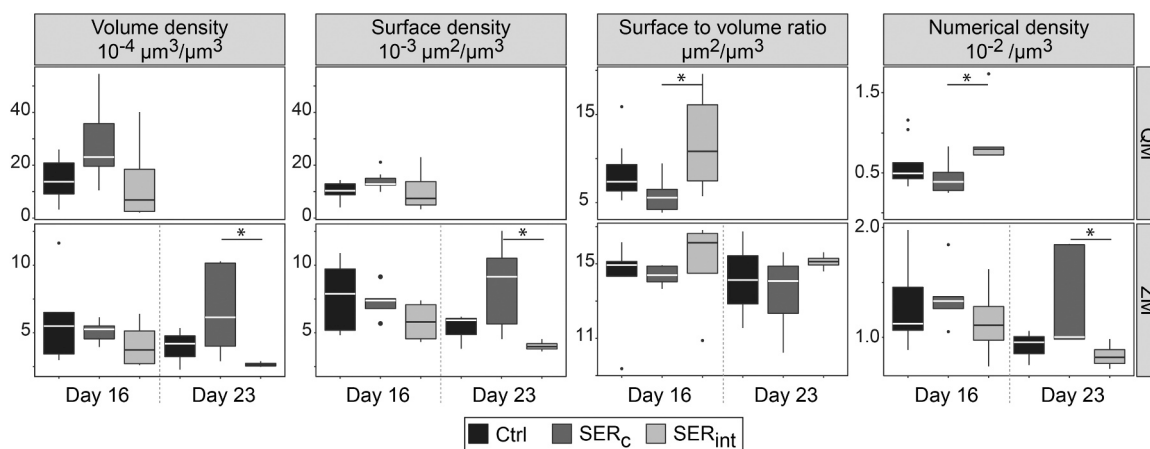 Volume density
10⁻⁴ µm³/µm³
Surface density
10⁻³ µm²/µm³
Surface to volume ratio
µm²/µm³
Numerical density
10⁻² /µm³
40
20
0
40
20
0
15
5
*
1.5
0.5
*
QM
10
5
*
10
5
*
15
11
2.0
1.0
*
ZM
Day 16
Day 23
Day 16
Day 23
Day 16
Day 23
Day 16
Day 23
Ctrl
SERc
SERint